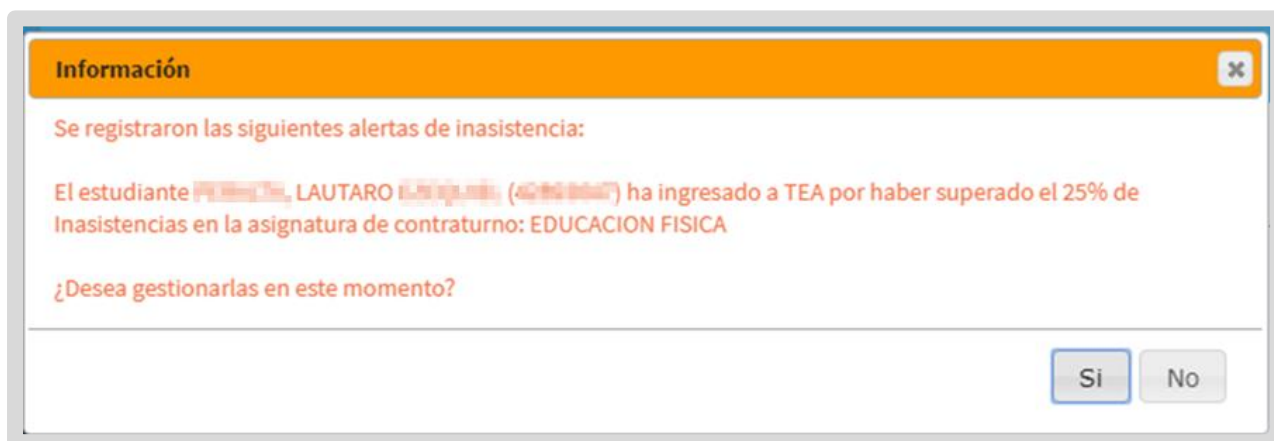 Información
Se registraron las siguientes alertas de inasistencia:
El estudiante , LAUTARO () ha ingresado a TEA por haber superado el 25% de
Inasistencias en la asignatura de contraturno: EDUCACION FISICA
¿Desea gestionarlas en este momento?
Si No